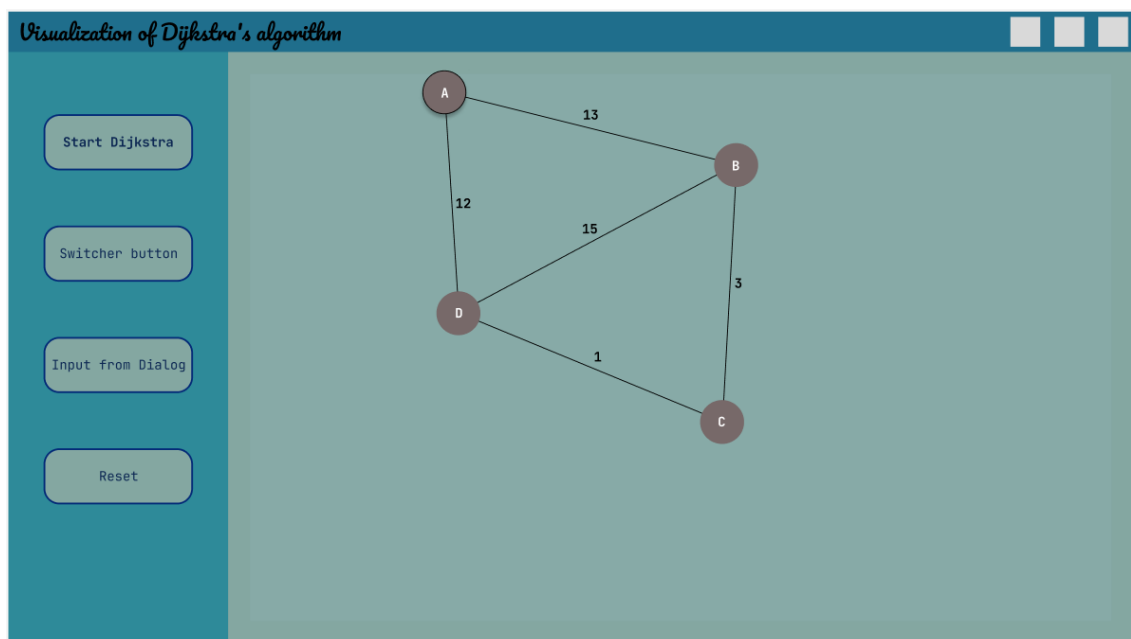 Visualization of Dijkstra's algorithm
Start Dijkstra
Switcher button
Input from Dialog
Reset
A
13
B
12
15
3
D
1
C